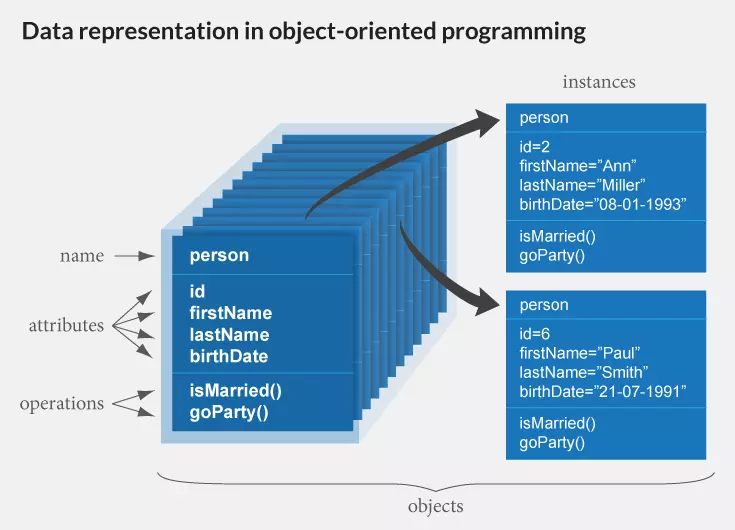 Data representation in object-oriented programming
instances
name
person
attributes
id
firstName
lastName
birthDate
operations
isMarried()
goParty()
person
id=2
firstName=”Ann”
lastName=”Miller”
birthDate=”08-01-1993”
isMarried()
goParty()
person
id=6
firstName=”Paul”
lastName=”Smith”
birthDate=”21-07-1991”
isMarried()
goParty()
objects